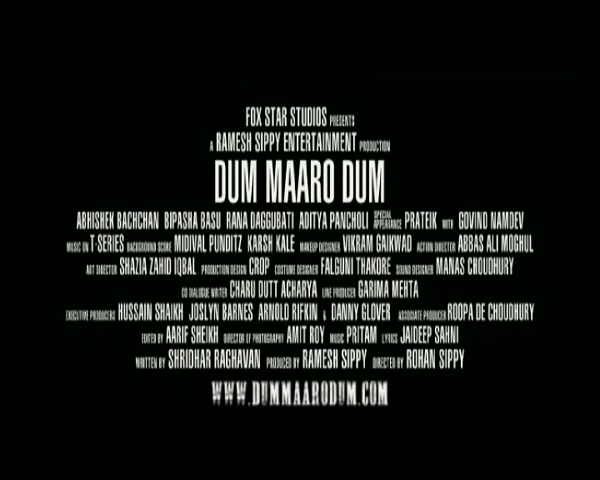 FOX STAR STUDIOS PRESENTS
A RAMESH SIPPY ENTERTAINMENT PRODUCTION
DUM MAARO DUM
ABHISHEK BACHCHAN BIPASHA BASU RANA DAGGUBATI ADITYA PANCHOLI SPECIAL APPEARANCE PRATEIK WITH GOVIND NAMDEV
MUSIC ON T-SERIES BACKGROUND SCORE MIDIVAL PUNDITZ KARSH KALE MAKEUP DESIGNER VIKRAM GAIKWAD ACTION DIRECTOR ABBAS ALI MOGHUL
ART DIRECTOR SHAZIA ZAHID IQBAL PRODUCTION DESIGN CROP COSTUME DESIGNER FALGUNI THAKORE SOUND DESIGNER MANAS CHOUDHURY
CO DIALOGUE WRITER CHARU DUTT ACHARYA LINE PRODUCER GARIMA MEHTA
EXECUTIVE PRODUCERS HUSSAIN SHAIKH JOSLYN BARNES ARNOLD RIFKIN & DANNY GLOVER ASSOCIATE PRODUCER ROOPA DE CHOUDHURY
EDITED BY AARIF SHEIKH DIRECTOR OF PHOTOGRAPHY AMIT ROY MUSIC PRITAM LYRICS JAIDEEP SAHNI
WRITTEN BY SHRIDHAR RAGHAVAN PRODUCED BY RAMESH SIPPY DIRECTED BY ROHAN SIPPY
WWW.DUMMAARODUM.COM